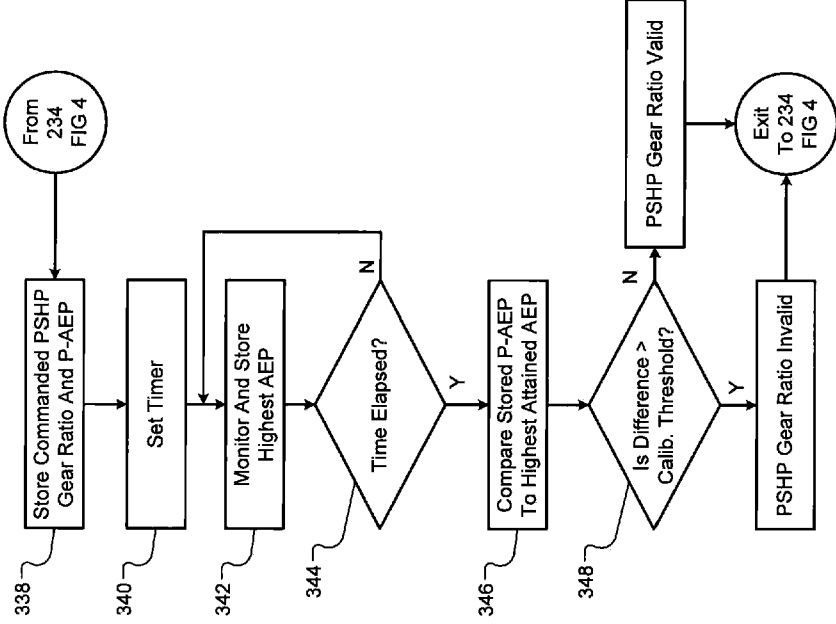 From
234
FIG 4
338
Store Commanded PSHP
Gear Ratio And P-AEP
340
Set Timer
342
Monitor And Store
Highest AEP
344
Time Elapsed?
N
Y
346
Compare Stored P-AEP
To Highest Attained AEP
348
Is Difference >
Calib. Threshold?
N
Y
PSHP Gear Ratio Valid
PSHP Gear Ratio Invalid
Exit
To 234
FIG 4